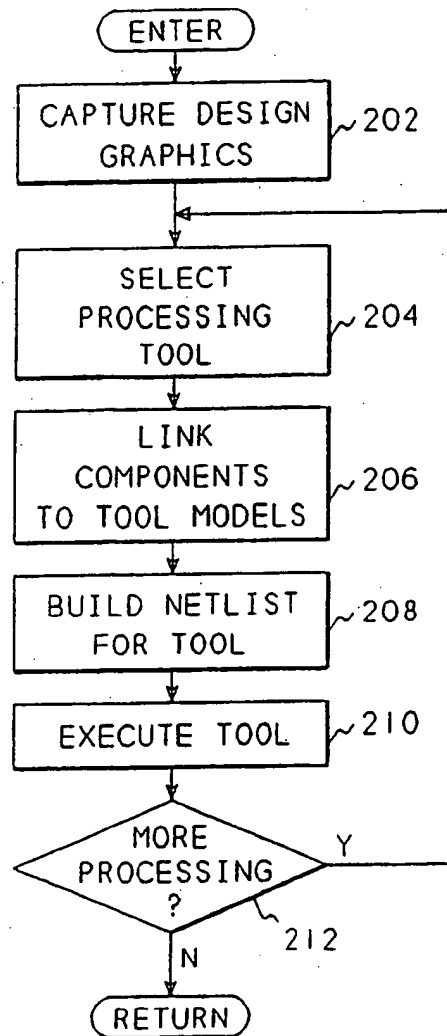 ENTER
CAPTURE DESIGN
GRAPHICS
202
SELECT
PROCESSING
TOOL
204
LINK
COMPONENTS
TO TOOL MODELS
206
BUILD NETLIST
FOR TOOL
208
EXECUTE TOOL
210
MORE
PROCESSING
?
Y
212
N
RETURN